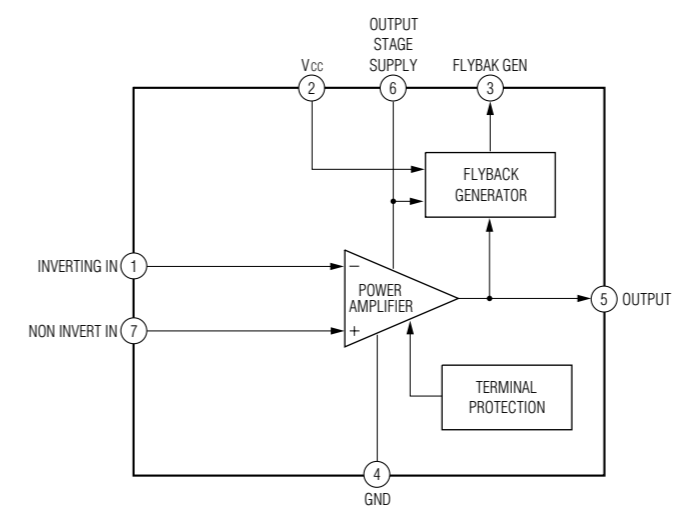 OUTPUT
STAGE
SUPPLY
VCC
FLYBAK GEN
2
6
3
FLYBACK
GENERATOR
INVERTING IN
1
−
POWER
AMPLIFIER
5
OUTPUT
NON INVERT IN
7
+
TERMINAL
PROTECTION
4
GND